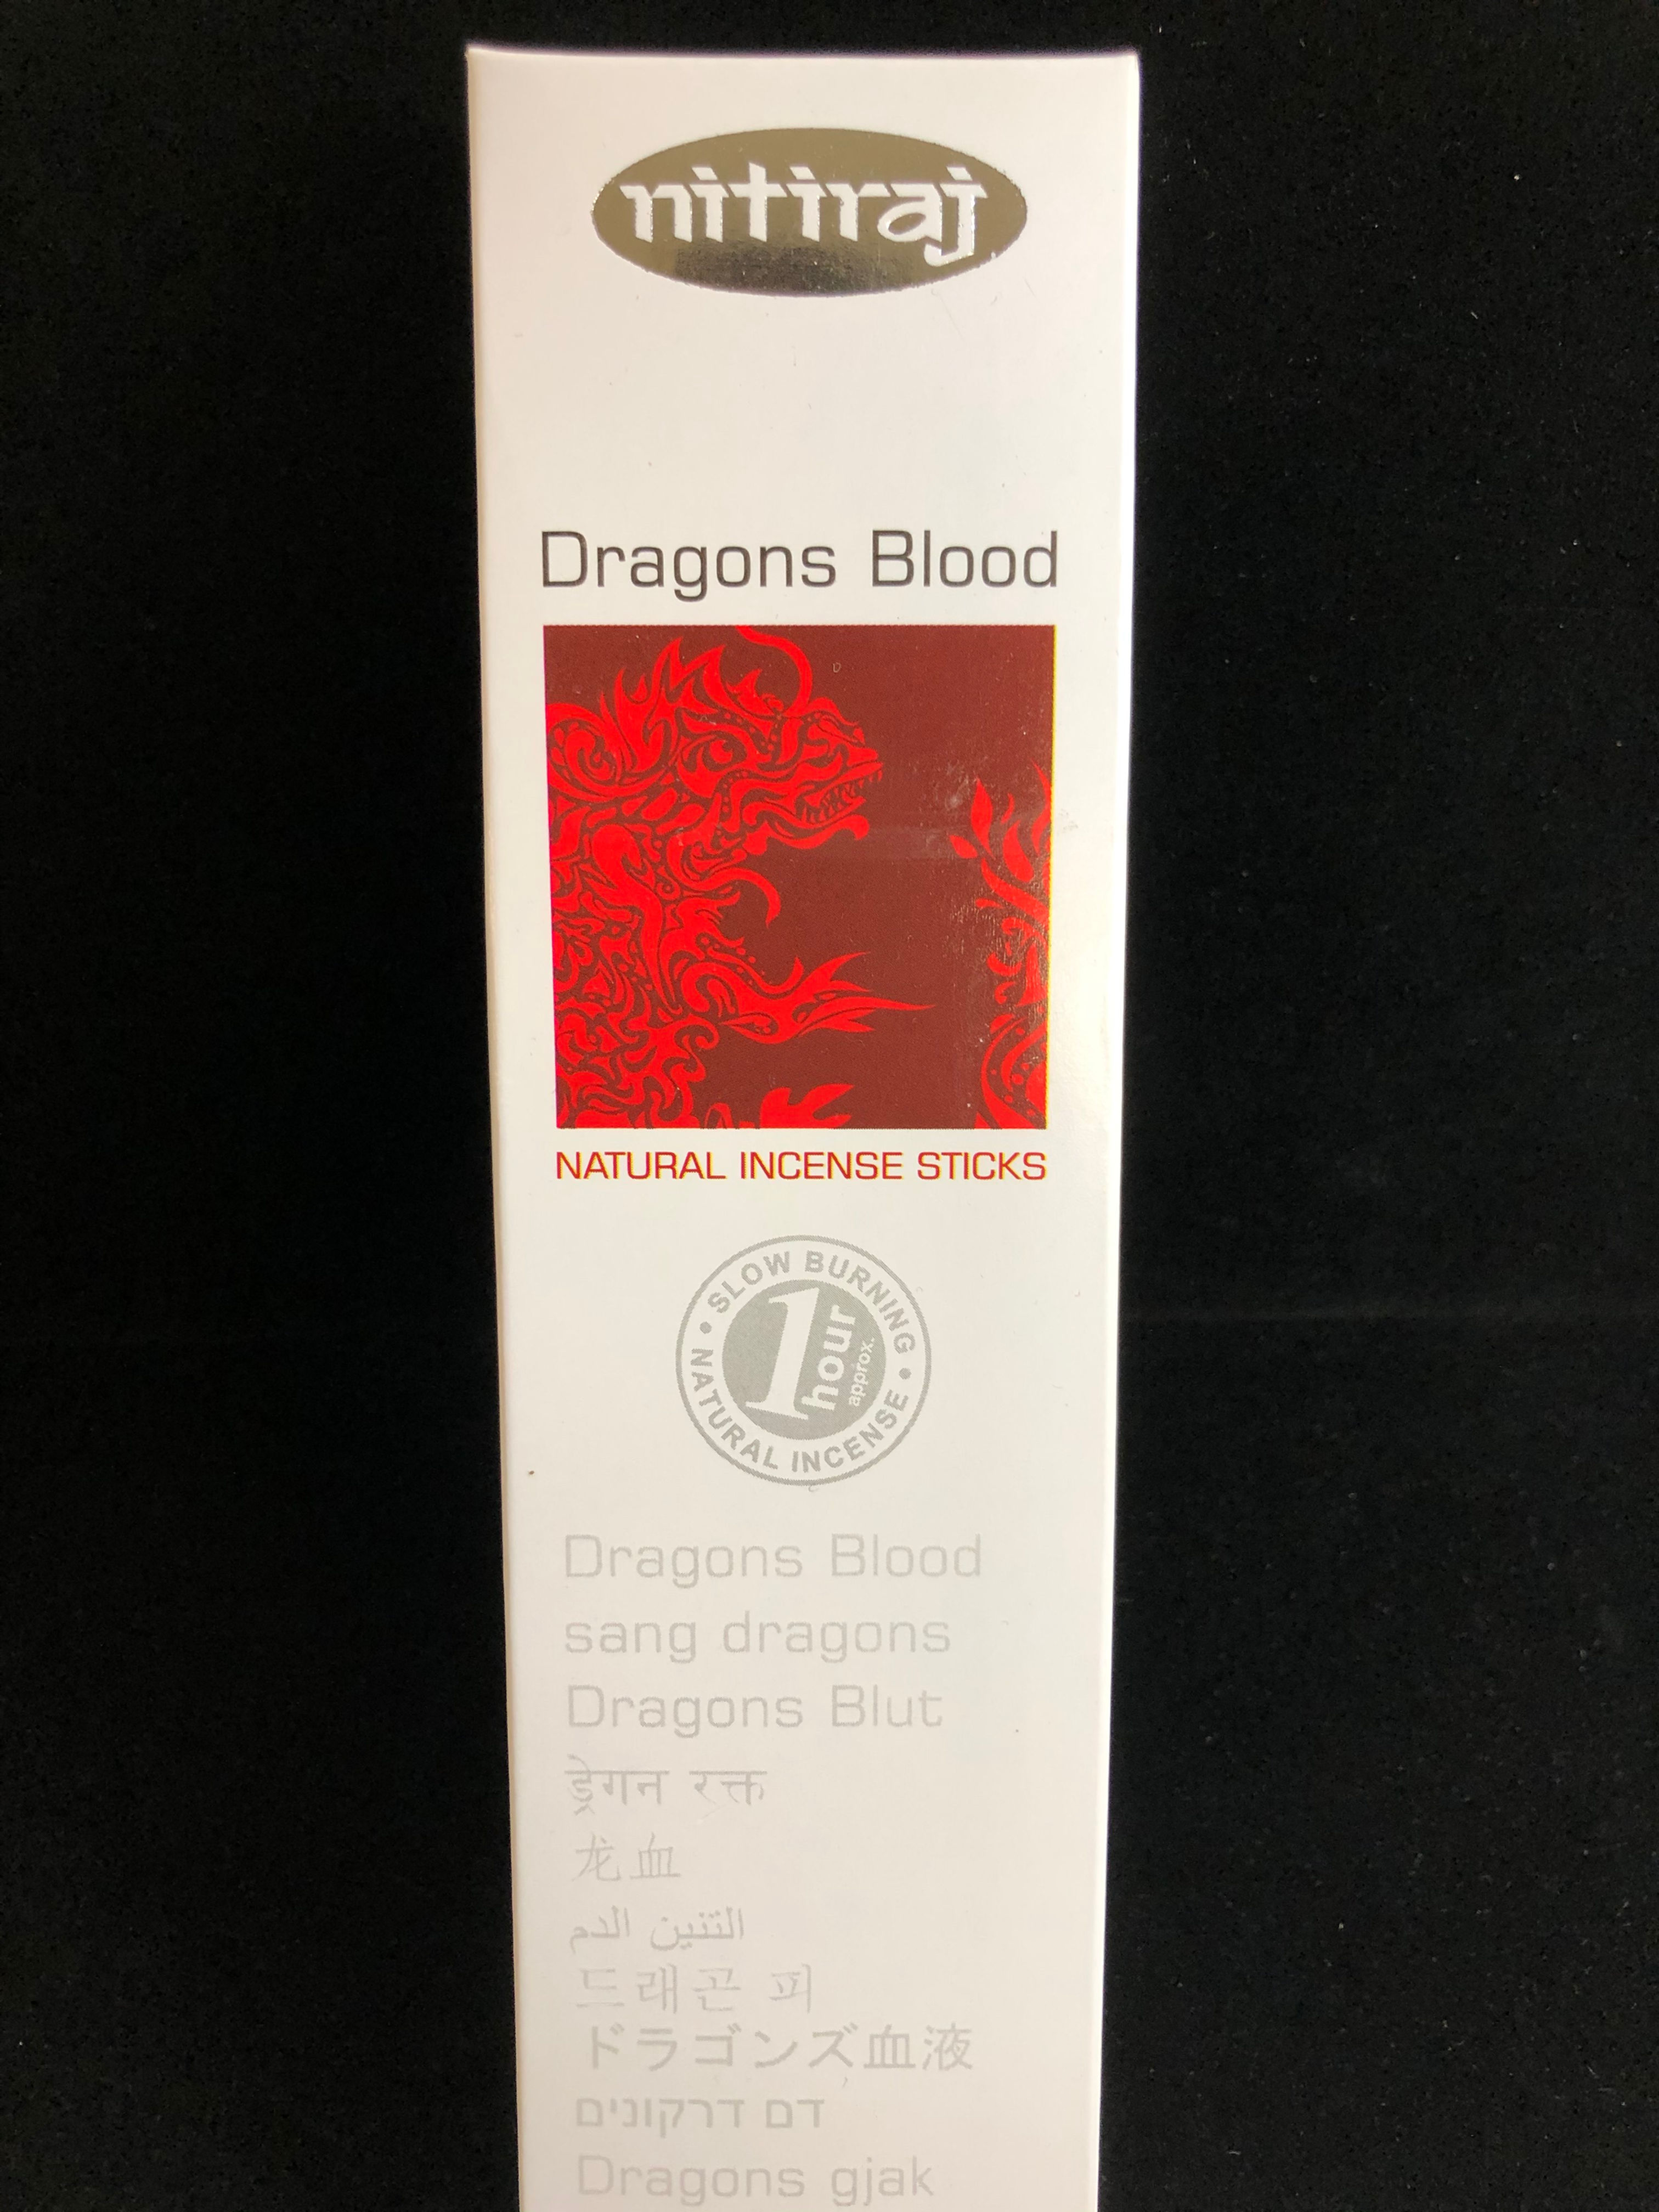 nitiraj
Dragons Blood
NATURAL INCENSE STICKS
• SLOW BURNING •
1 hour approx.
NATURAL INCENSE
Dragons Blood
sang dragons
Dragons Blut
ड्रेगन रक्त
龙血
التنين الدم
드래곤 피
ドラゴンズ血液
דם דרקונים
Dragons gjak